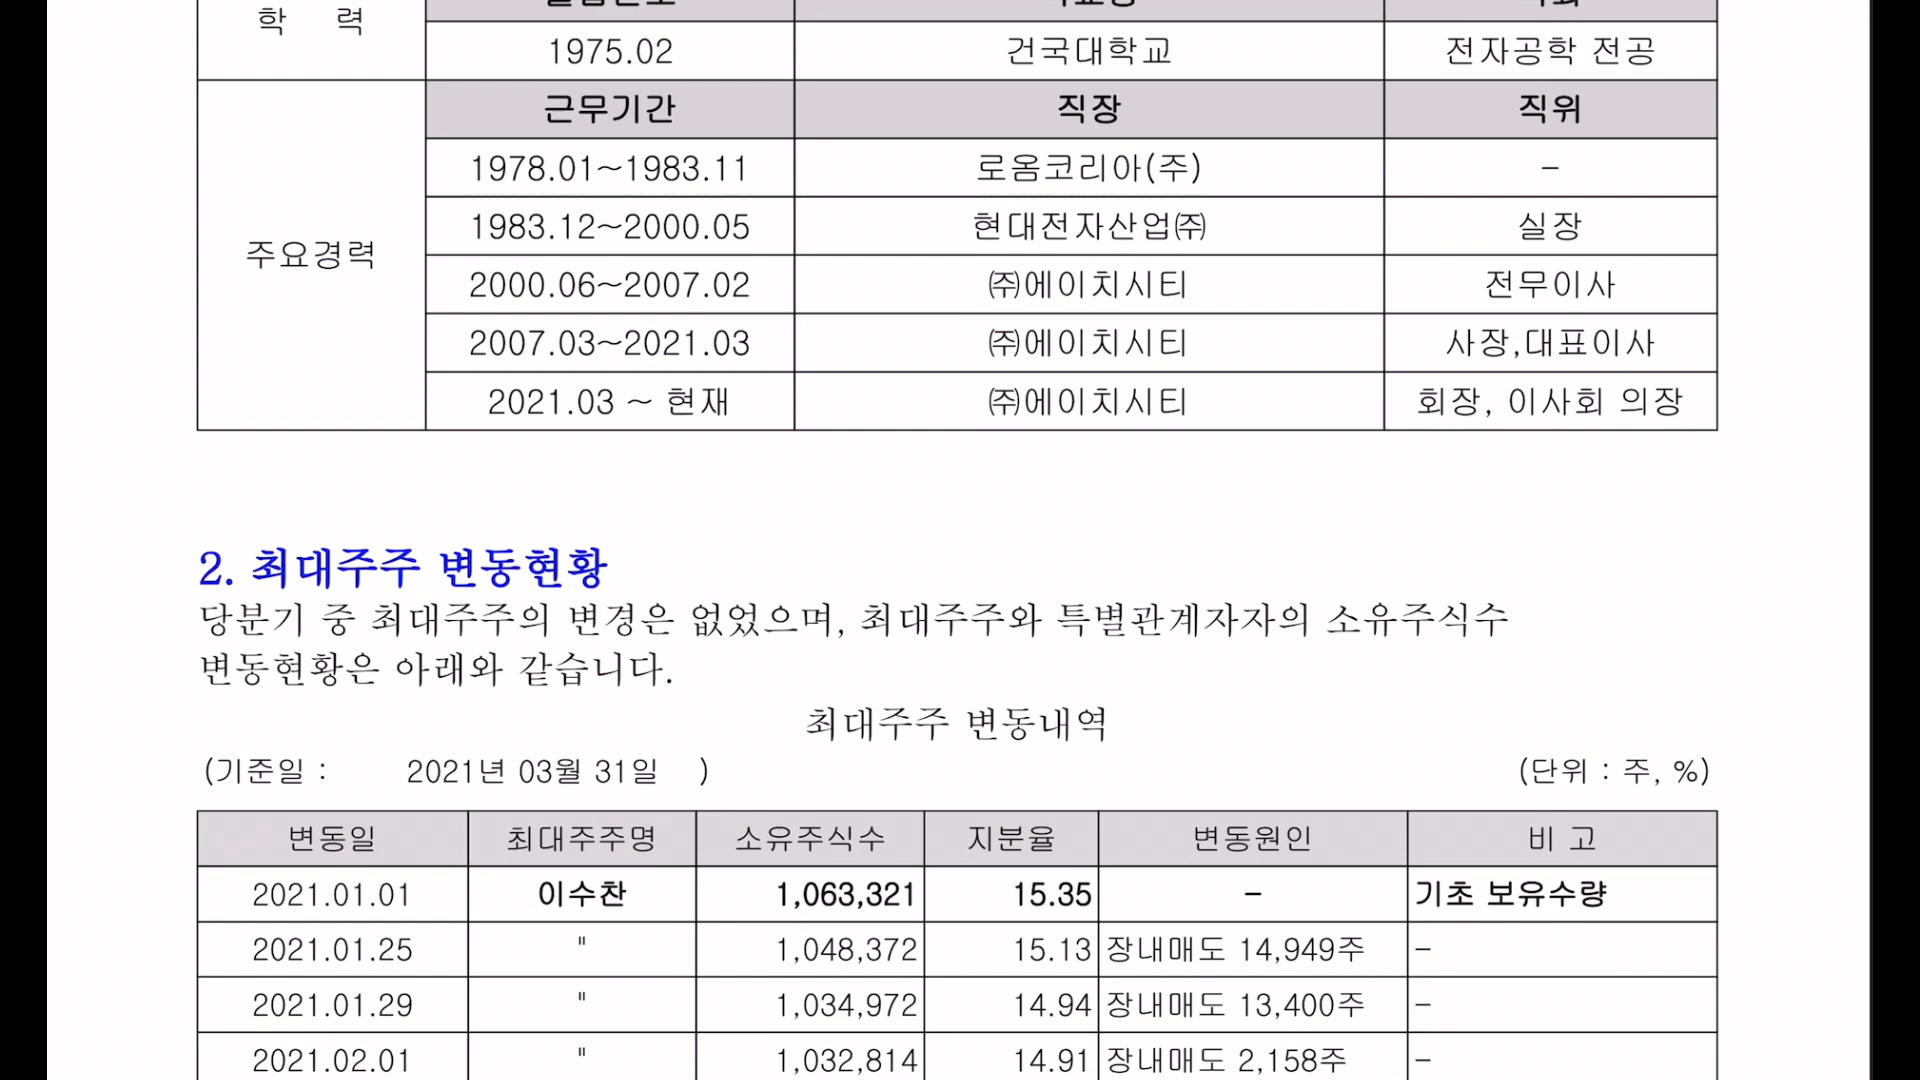 학 력
1975.02 건국대학교 전자공학 전공
근무기간 직장 직위
1978.01~1983.11 로옴코리아(주) -
1983.12~2000.05 현대전자산업㈜ 실장
주요경력
2000.06~2007.02 ㈜에이치시티 전무이사
2007.03~2021.03 ㈜에이치시티 사장,대표이사
2021.03 ~ 현재 ㈜에이치시티 회장, 이사회 의장
2. 최대주주 변동현황
당분기 중 최대주주의 변경은 없었으며, 최대주주와 특별관계자자의 소유주식수
변동현황은 아래와 같습니다.
최대주주 변동내역
(기준일 : 2021년 03월 31일 ) (단위 : 주, %)
변동일 최대주주명 소유주식수 지분율 변동원인 비 고
2021.01.01 이수찬 1,063,321 15.35 - 기초 보유수량
2021.01.25 " 1,048,372 15.13 장내매도 14,949주 -
2021.01.29 " 1,034,972 14.94 장내매도 13,400주 -
2021.02.01 " 1,032,814 14.91 장내매도 2,158주 -